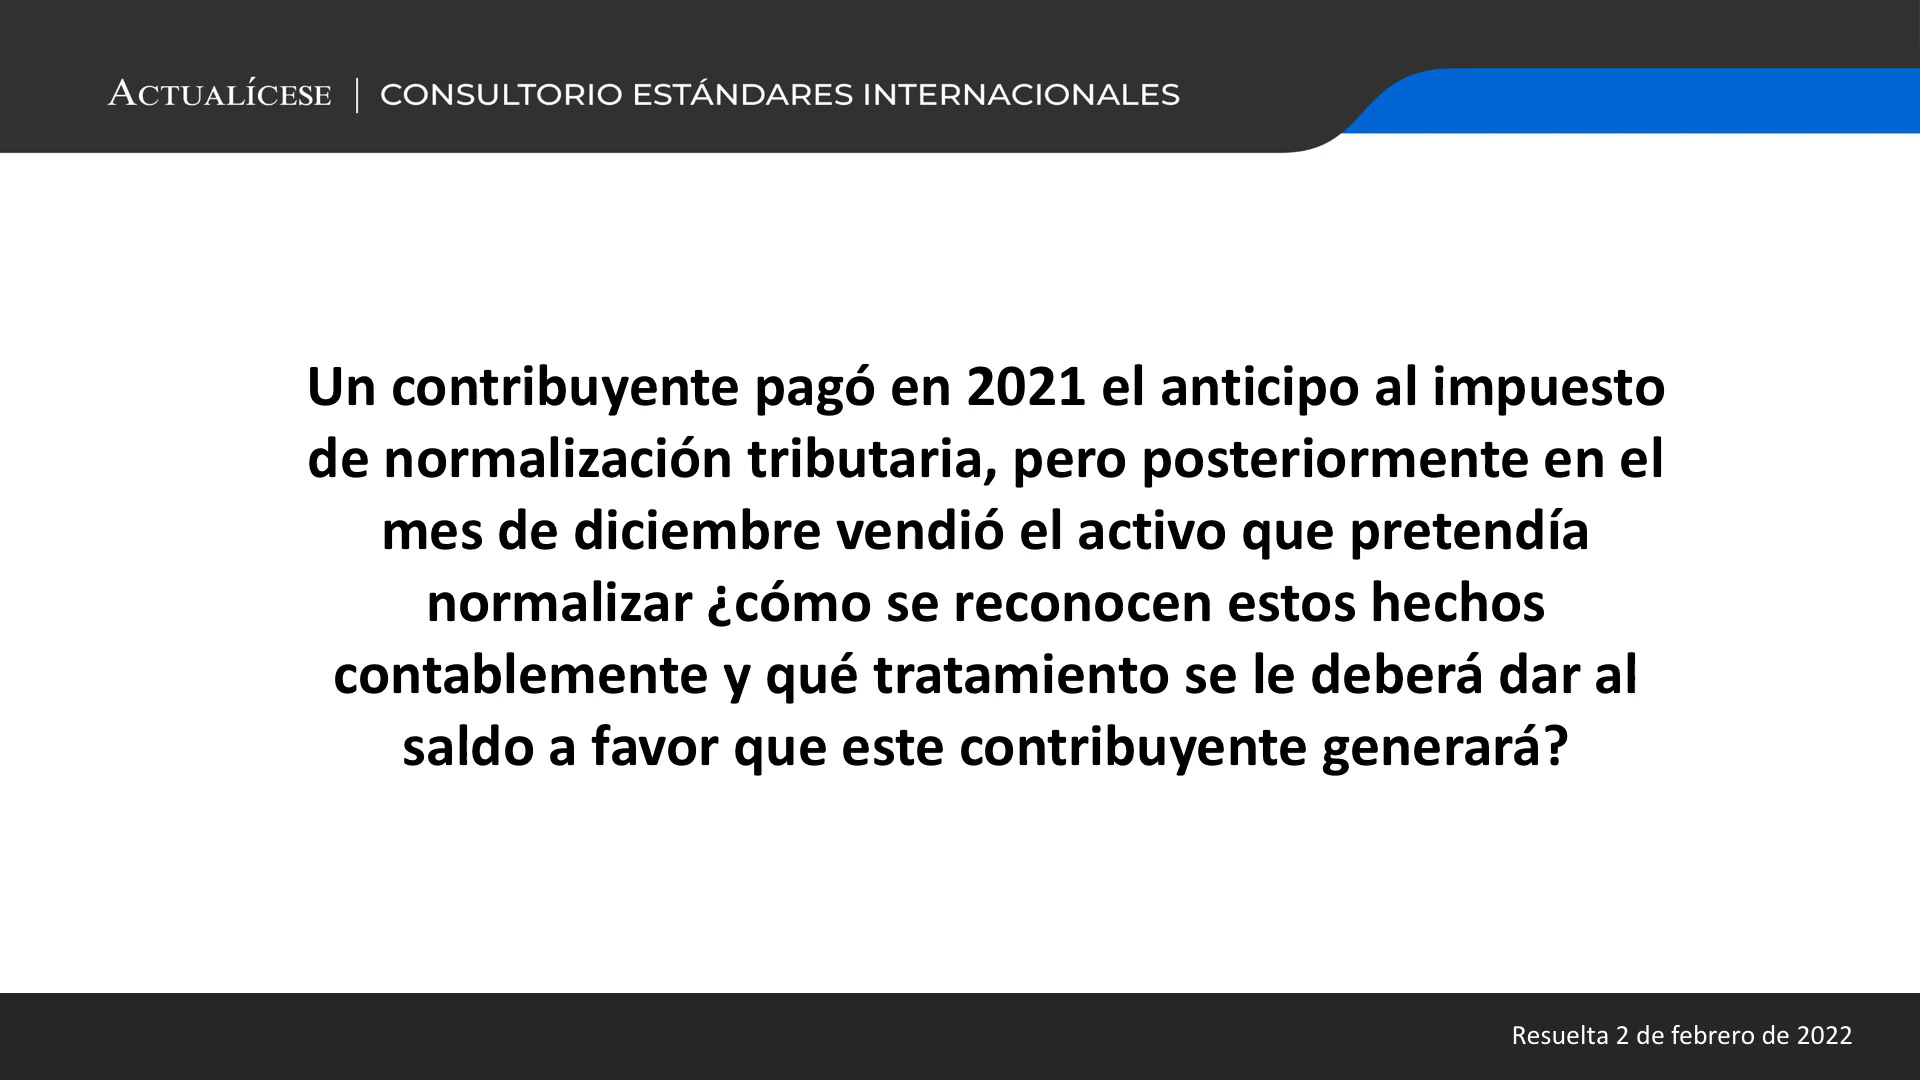 ACTUALÍCESE | CONSULTORIO ESTÁNDARES INTERNACIONALES
Un contribuyente pagó en 2021 el anticipo al impuesto
de normalización tributaria, pero posteriormente en el
mes de diciembre vendió el activo que pretendía
normalizar ¿cómo se reconocen estos hechos
contablemente y qué tratamiento se le deberá dar al
saldo a favor que este contribuyente generará?
Resuelta 2 de febrero de 2022